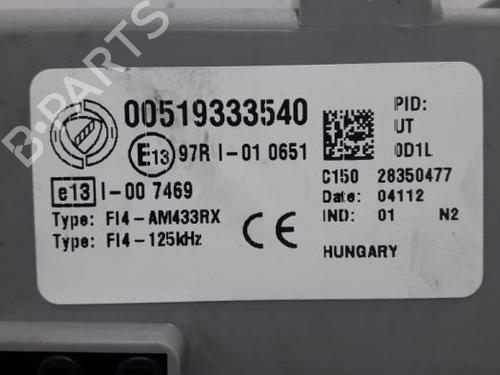 00519333540
E13 97R I-01 0651
e13 I-00 7469
Type: FI4-AM433RX
Type: FI4-125kHz
CE
PID:
UT
0D1L
C150 28350477
Date: 04112
IND: 01 N2
HUNGARY
B-PARTS